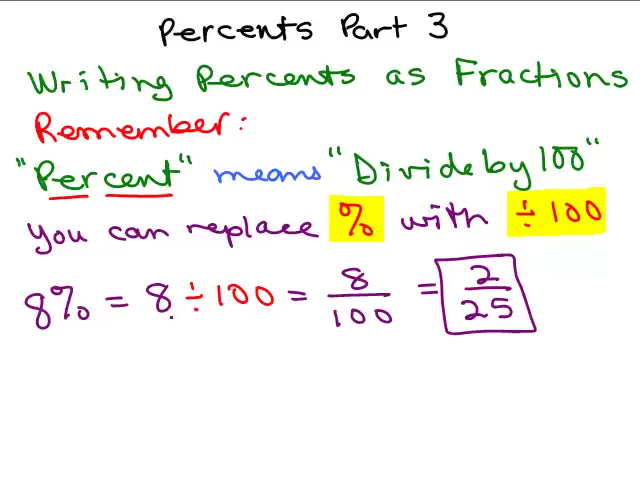 Percents Part 3
Writing Percents as Fractions
Remember:
"Percent" means "Divide by 100"
you can replace % with ÷100
8% = 8 ÷ 100 = 8/100 = 2/25